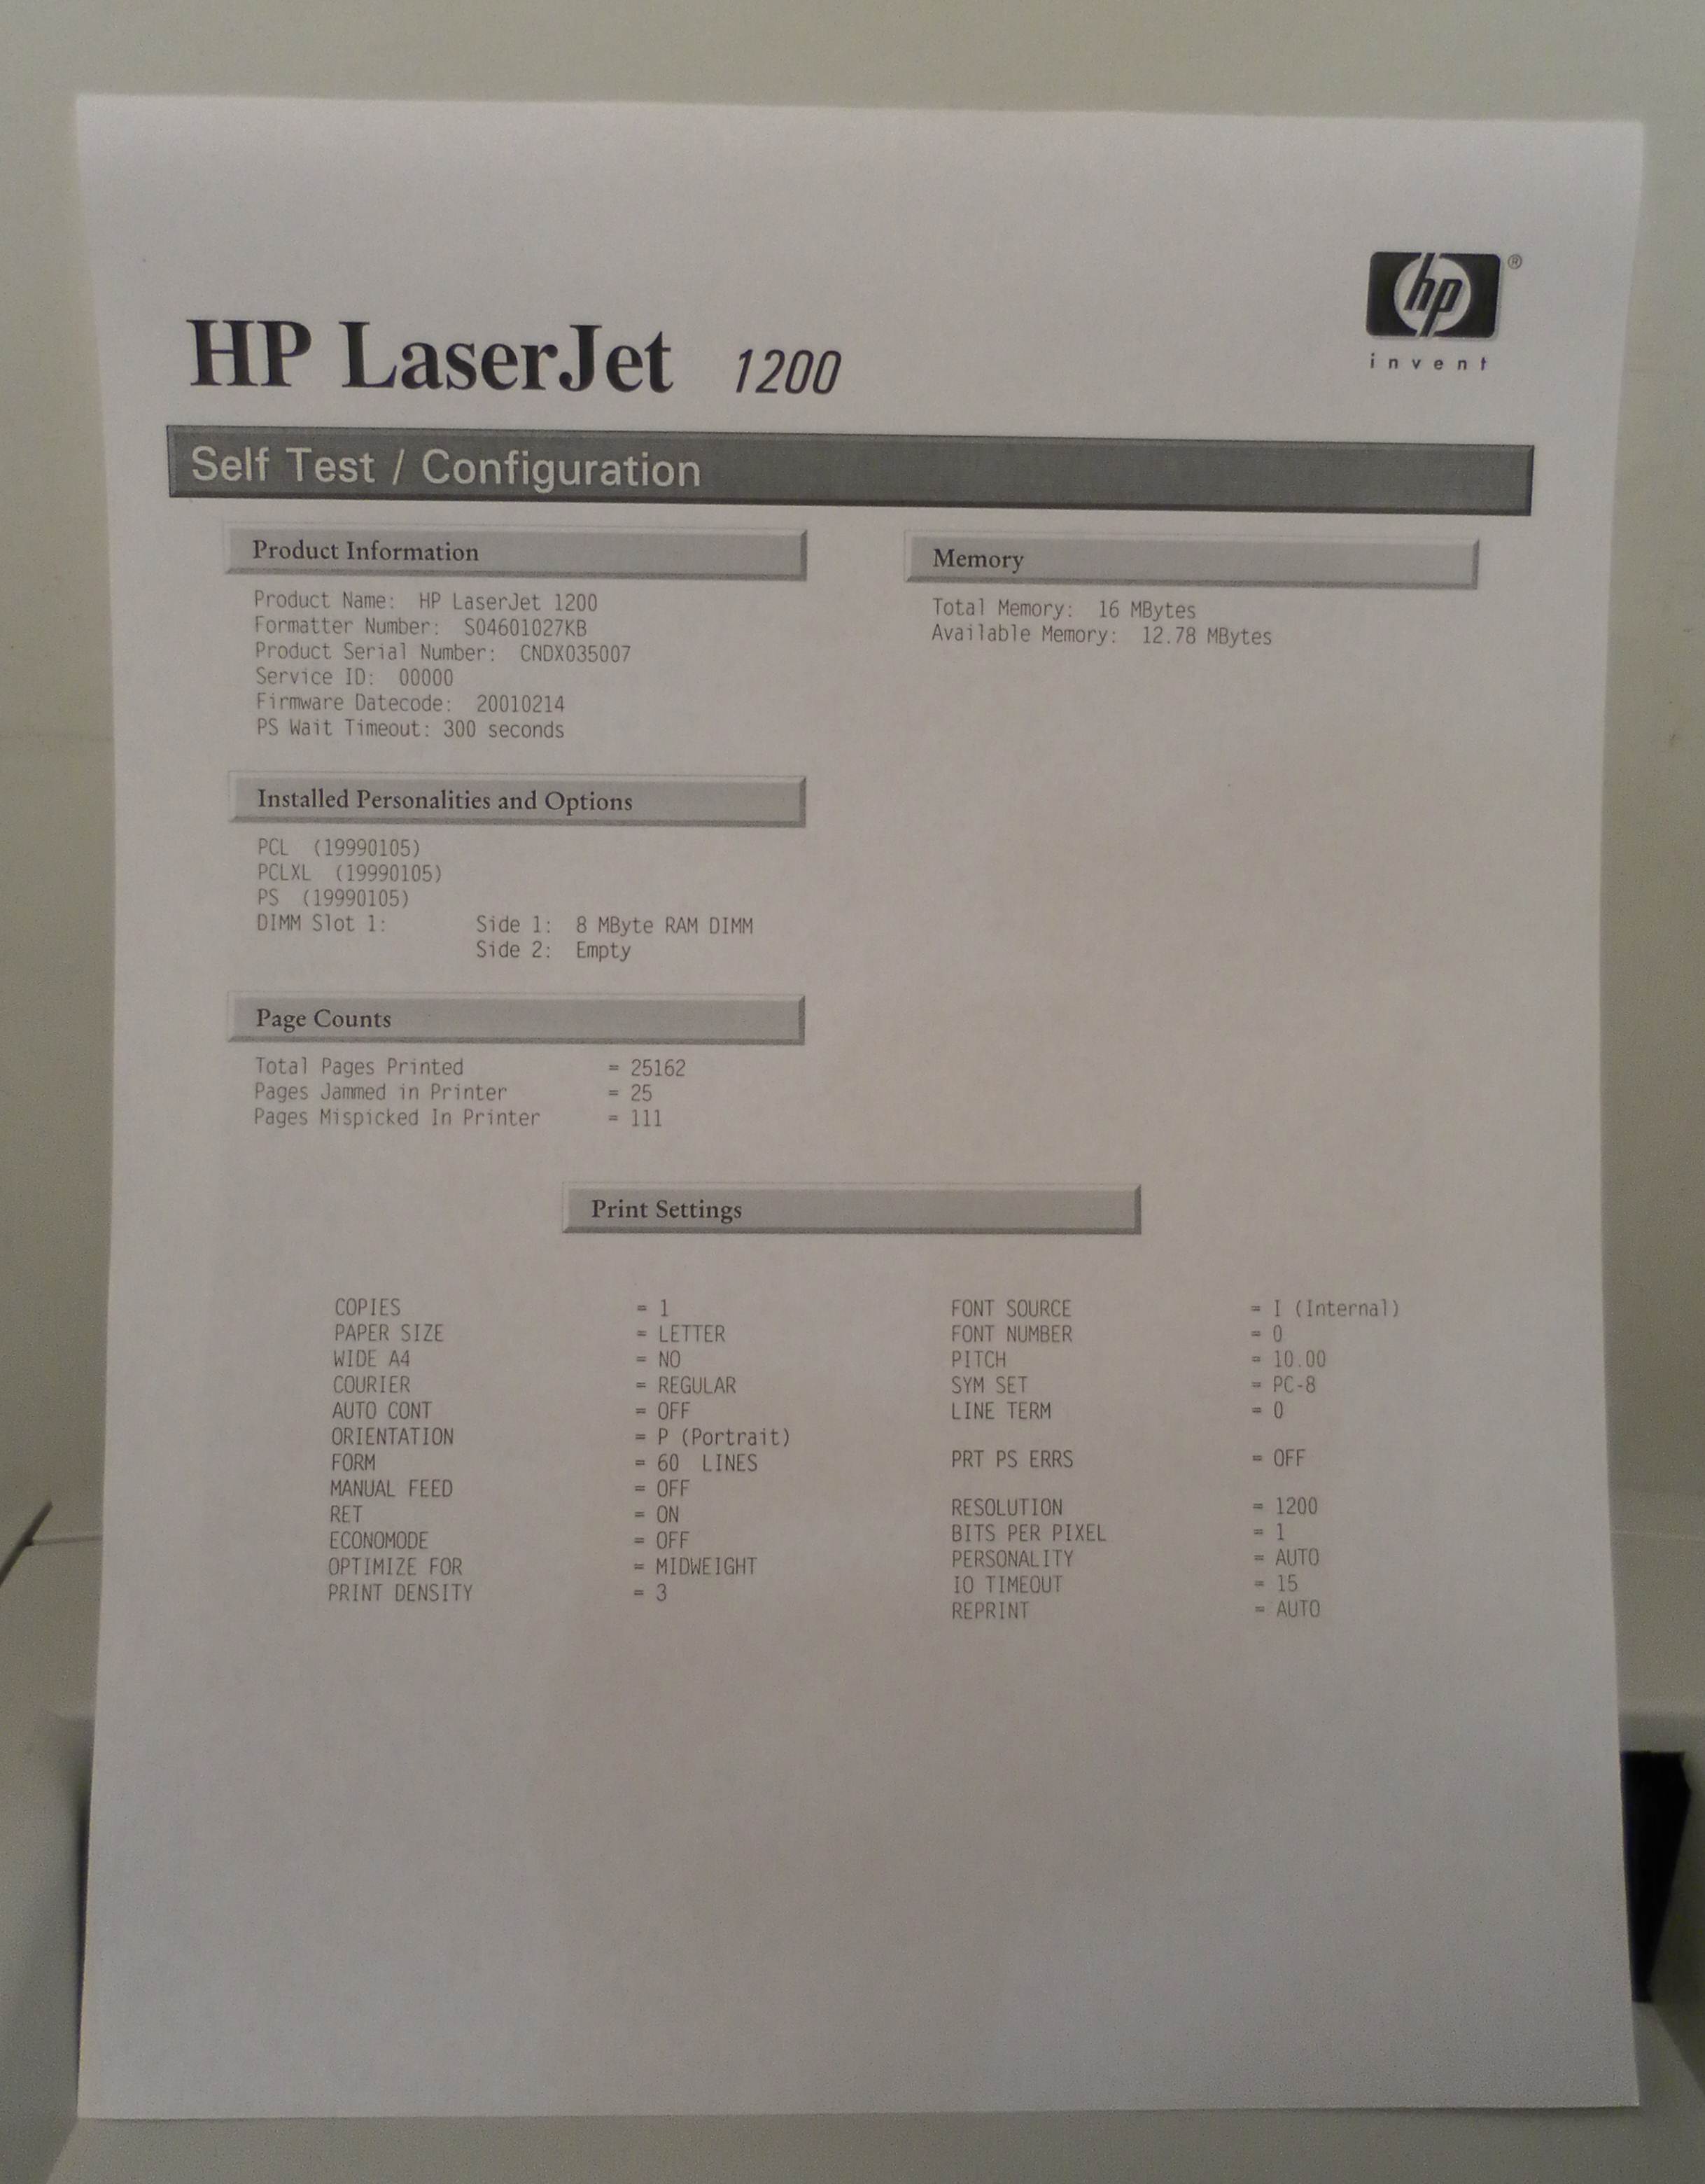 hp ®
invent
HP LaserJet 1200
Self Test / Configuration
Product Information
Product Name: HP LaserJet 1200
Formatter Number: S04601027KB
Product Serial Number: CNDX035007
Service ID: 00000
Firmware Datecode: 20010214
PS Wait Timeout: 300 seconds
Memory
Total Memory: 16 MBytes
Available Memory: 12.78 MBytes
Installed Personalities and Options
PCL (19990105)
PCLXL (19990105)
PS (19990105)
DIMM Slot 1: Side 1: 8 MByte RAM DIMM
Side 2: Empty
Page Counts
Total Pages Printed = 25162
Pages Jammed in Printer = 25
Pages Mispicked In Printer = 111
Print Settings
COPIES = 1
PAPER SIZE = LETTER
WIDE A4 = NO
COURIER = REGULAR
AUTO CONT = OFF
ORIENTATION = P (Portrait)
FORM = 60 LINES
MANUAL FEED = OFF
RET = ON
ECONOMODE = OFF
OPTIMIZE FOR = MIDWEIGHT
PRINT DENSITY = 3
FONT SOURCE = I (Internal)
FONT NUMBER = 0
PITCH = 10.00
SYM SET = PC-8
LINE TERM = 0
PRT PS ERRS = OFF
RESOLUTION = 1200
BITS PER PIXEL = 1
PERSONALITY = AUTO
IO TIMEOUT = 15
REPRINT = AUTO